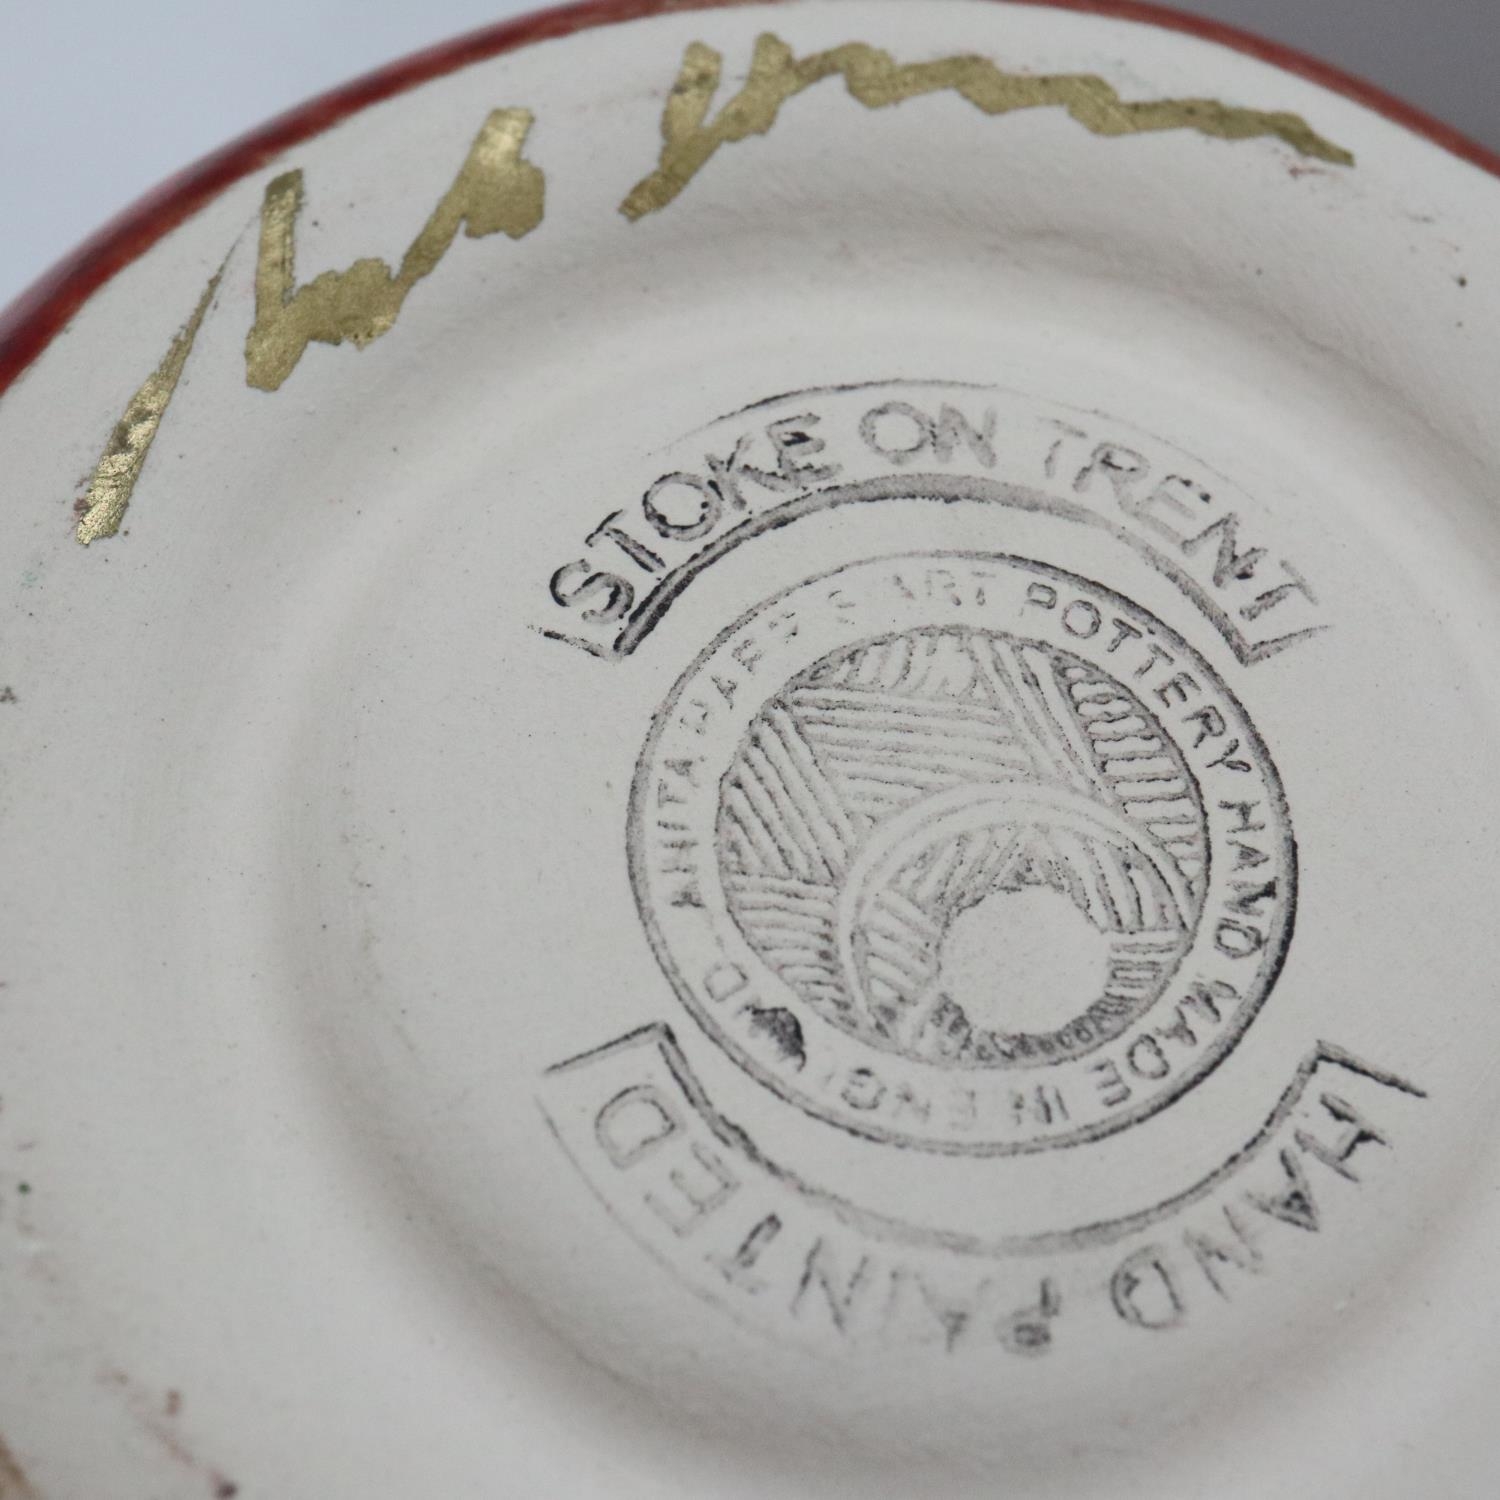 STOKE ON TRENT
ANITA HARRIS ART POTTERY HAND MADE IN ENGLAND
HAND PAINTED